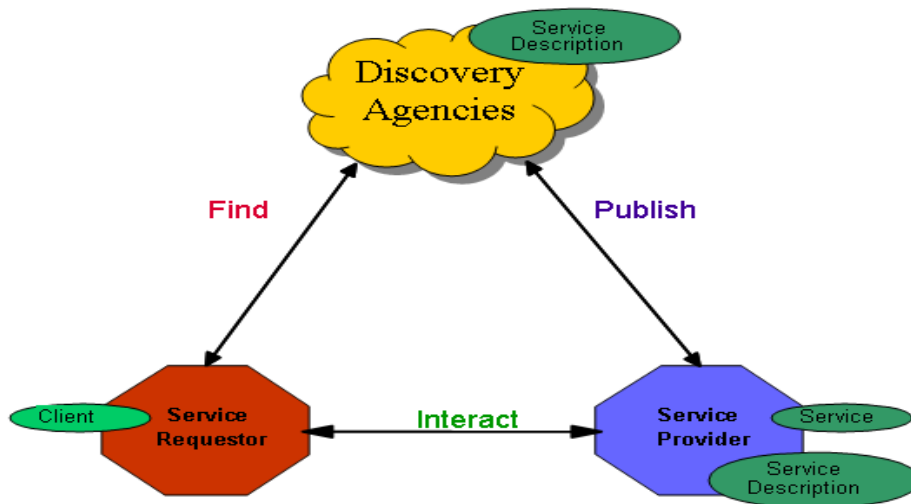 Service
Description
Discovery
Agencies
Find
Publish
Client
Service
Requestor
Interact
Service
Provider
Service
Service
Description